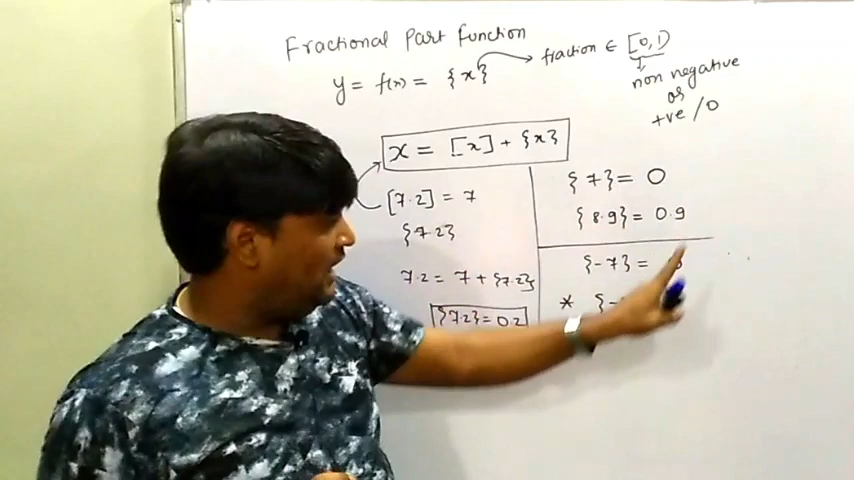 Fractional Part Function
y = f(x) = {x} → fraction ∈ [0,1)
non negative
or
+ve / 0
x = [x] + {x}
[7.2] = 7
{7.2}
7.2 = 7 + {7.2}
{7.2} = 0.2
{7} = 0
{8.9} = 0.9
{-7} =
* {-